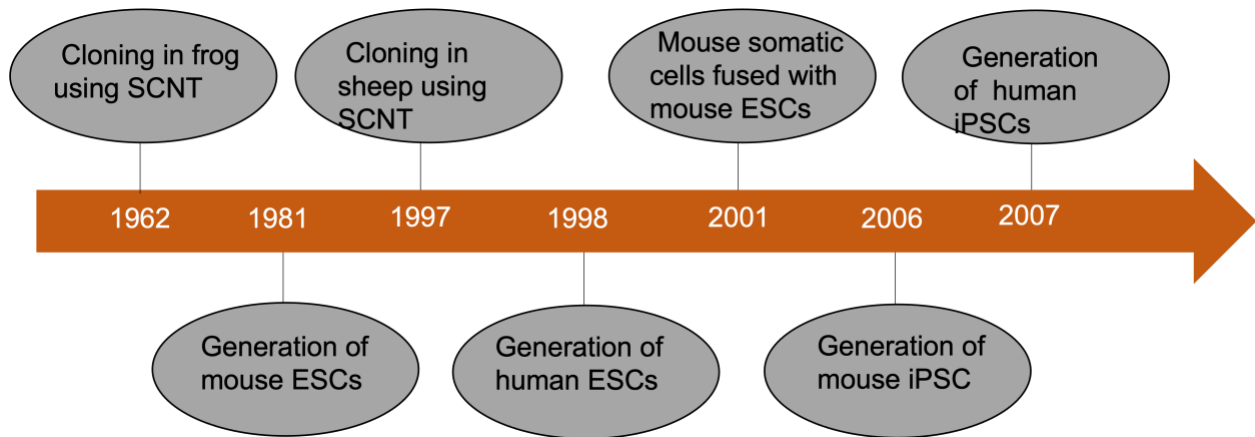 Cloning in frog
using SCNT
Cloning in
sheep using
SCNT
Mouse somatic
cells fused with
mouse ESCs
Generation
of human
iPSCs
1962
1981
1997
1998
2001
2006
2007
Generation of
mouse ESCs
Generation of
human ESCs
Generation of
mouse iPSC